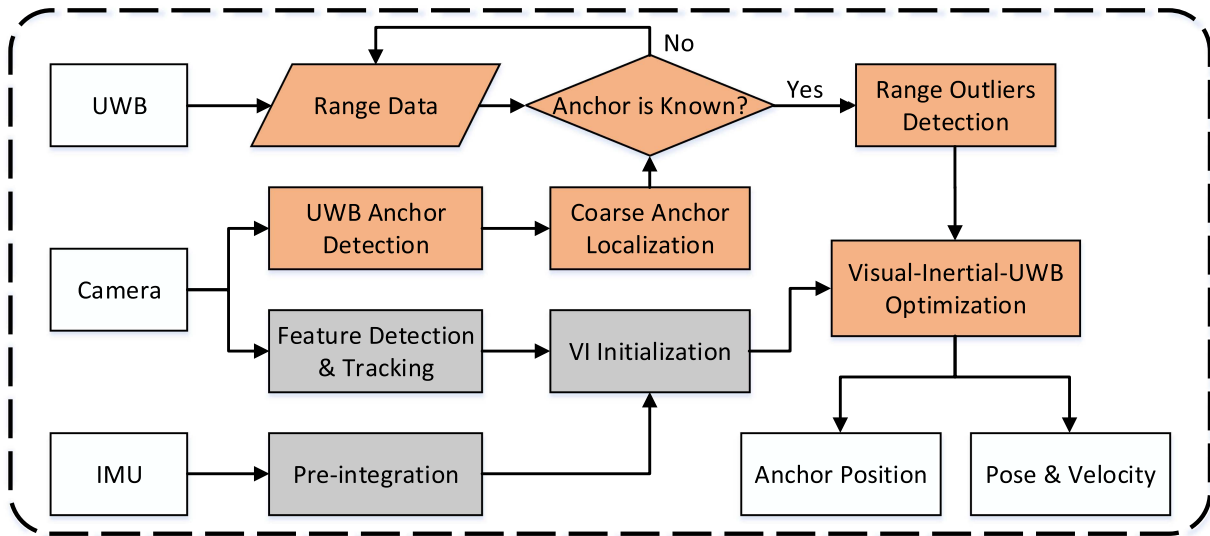 No
UWB
Range Data
Anchor is Known?
Yes
Range Outliers
Detection
UWB Anchor
Detection
Coarse Anchor
Localization
Camera
Visual-Inertial-UWB
Optimization
Feature Detection
& Tracking
VI Initialization
IMU
Pre-integration
Anchor Position
Pose & Velocity